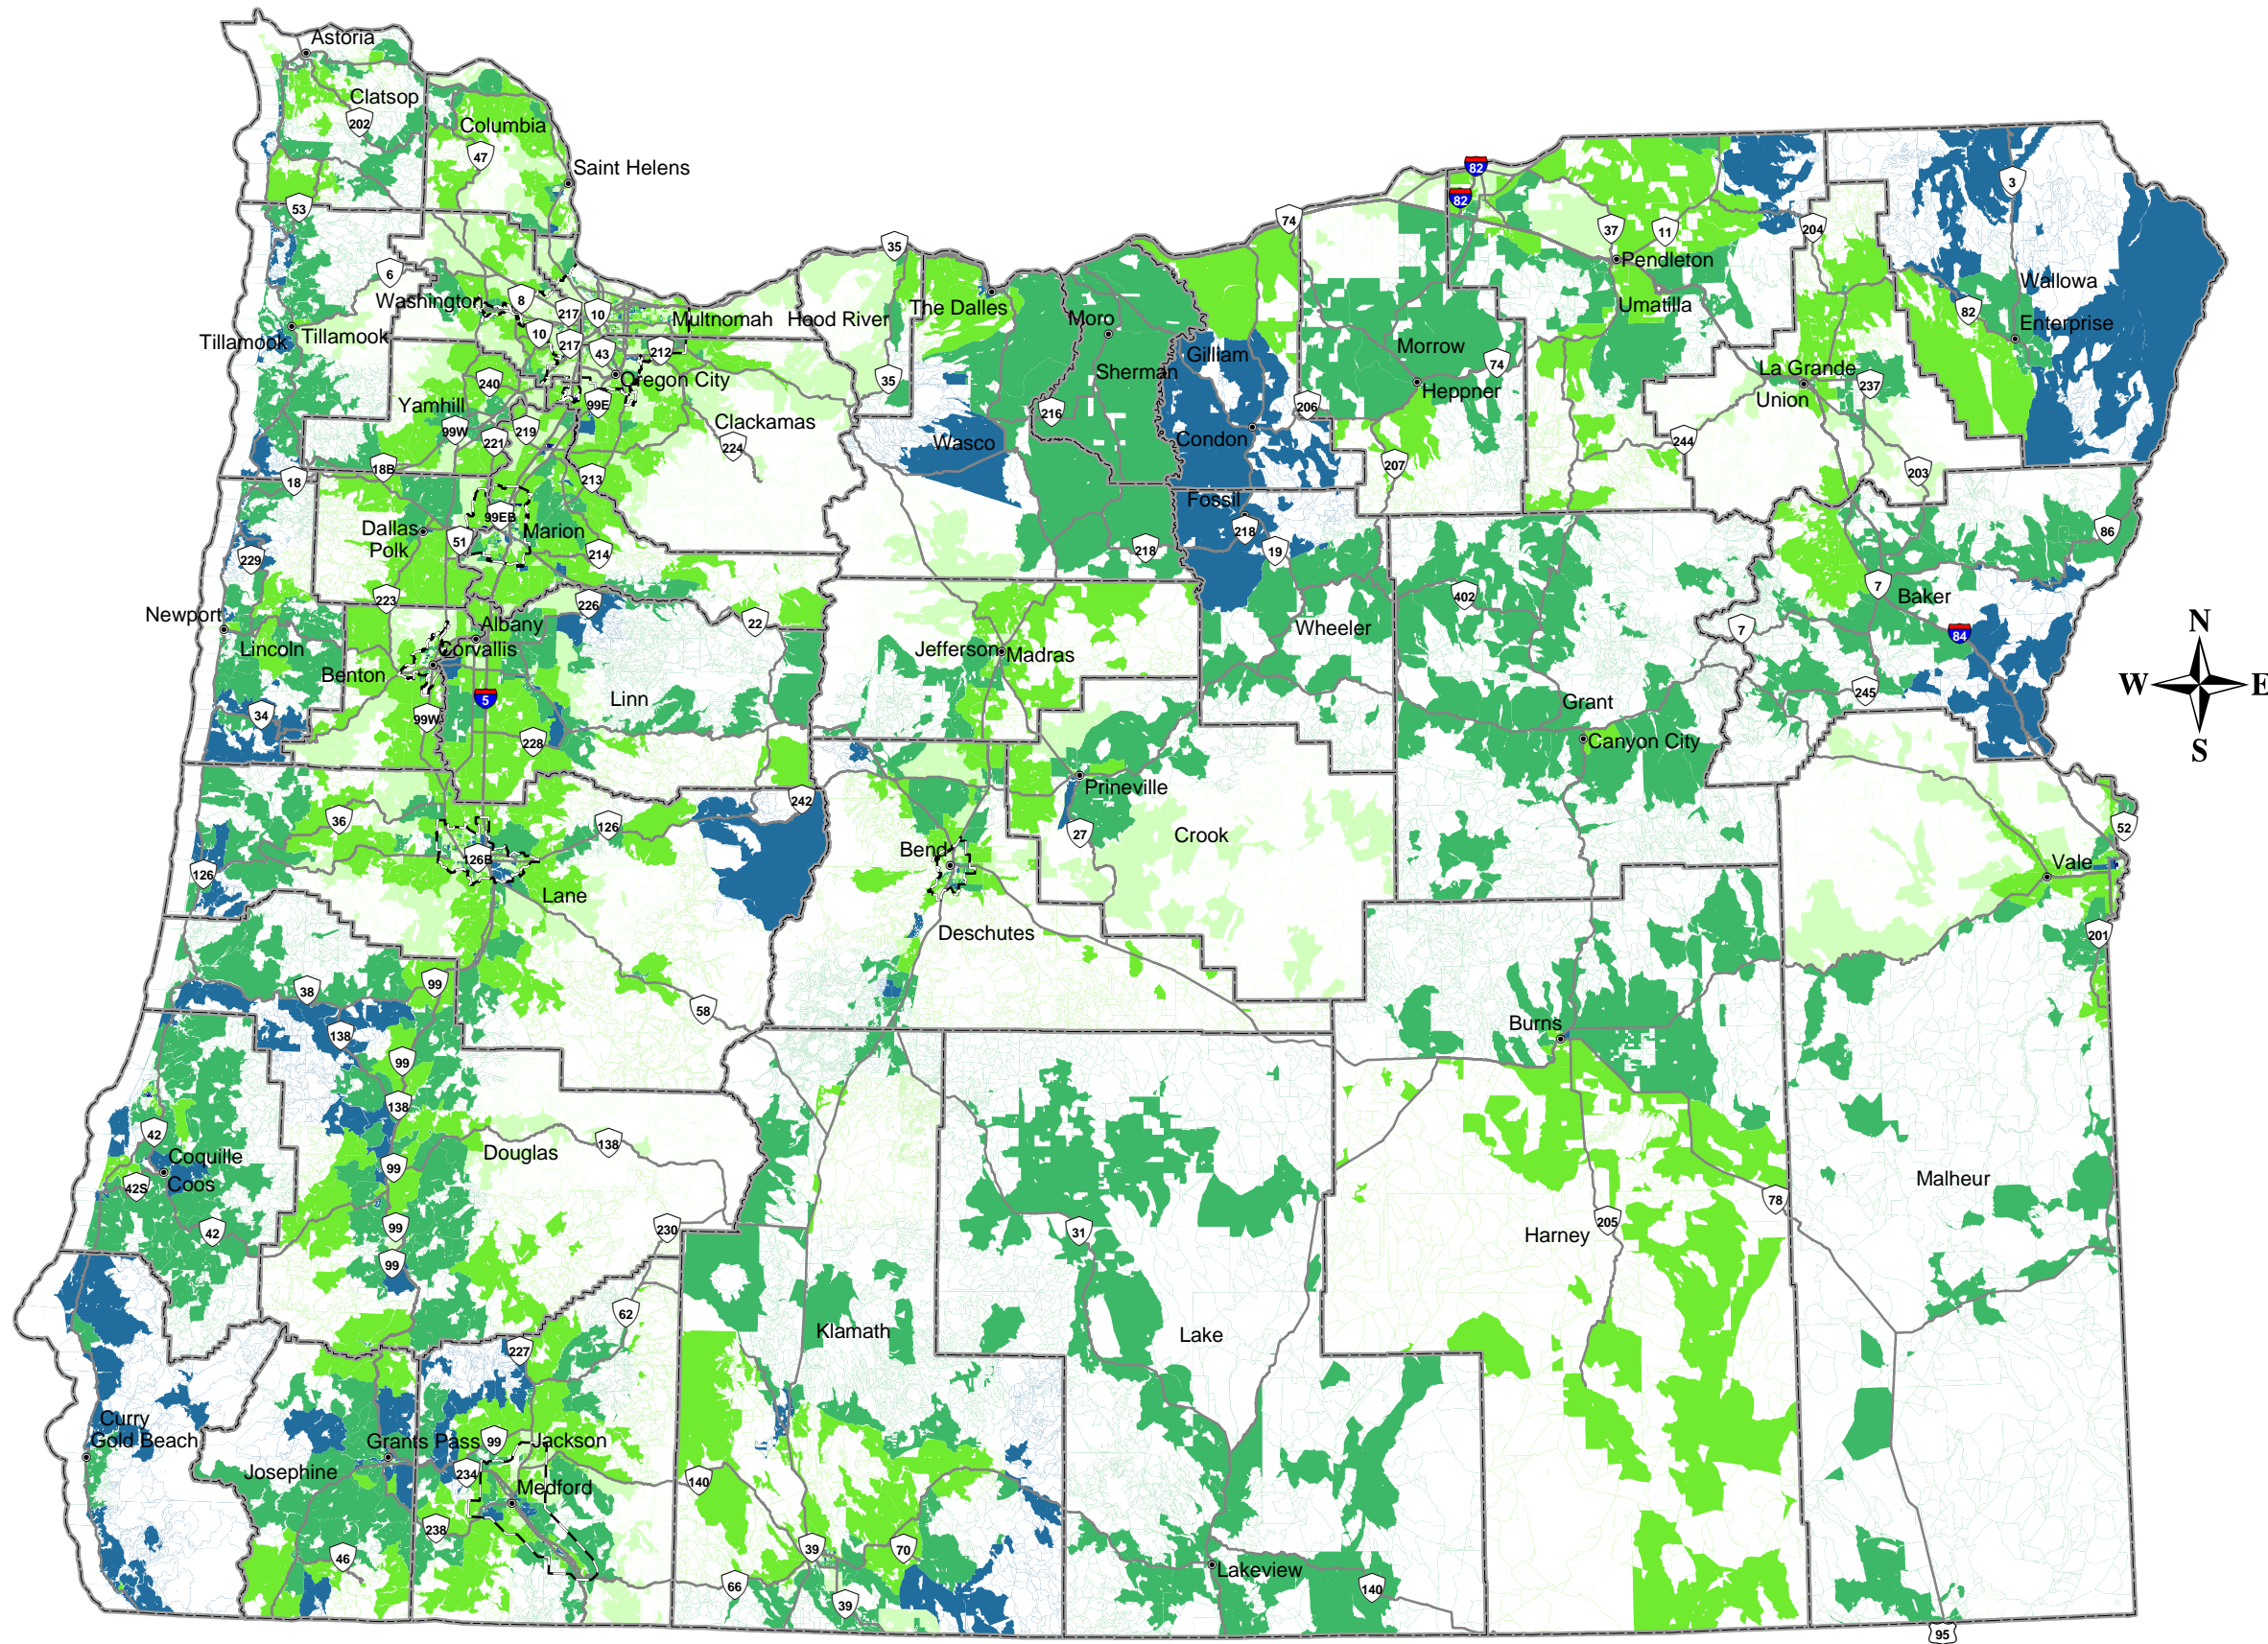 Astoria
Clatsop
202
Columbia
47
Saint Helens
82
82
3
53
74
35
37
11
204
6
Pendleton
Wallowa
Washington
8
217
10
Multnomah
Hood River
The Dalles
Umatilla
82
Moro
Enterprise
Tillamook
Tillamook
10
217
43
212
Gilliam
Morrow
74
Sherman
La Grande
237
Oregon City
35
Heppner
Union
240
99E
Yamhill
216
206
99W
219
221
Clackamas
224
Wasco
Condon
244
18B
207
203
18
213
Fossil
99EB
Marion
218
86
Dallas
Polk
51
214
218
19
229
7
223
226
402
Baker
Newport
Albany
22
Wheeler
7
84
N
Lincoln
Corvallis
Jefferson
Madras
Benton
W
E
5
Linn
245
34
99W
Grant
228
Canyon City
S
Prineville
242
36
126
27
Crook
52
126B
Bend
Vale
126
Lane
Deschutes
201
99
38
58
138
Burns
99
138
42
Douglas
138
Coquille
99
Coos
42S
Malheur
78
42
99
230
31
205
Harney
99
62
Klamath
Lake
227
Curry
Gold Beach
Grants Pass
99
Jackson
Josephine
234
140
Medford
238
46
39
70
66
Lakeview
39
140
95